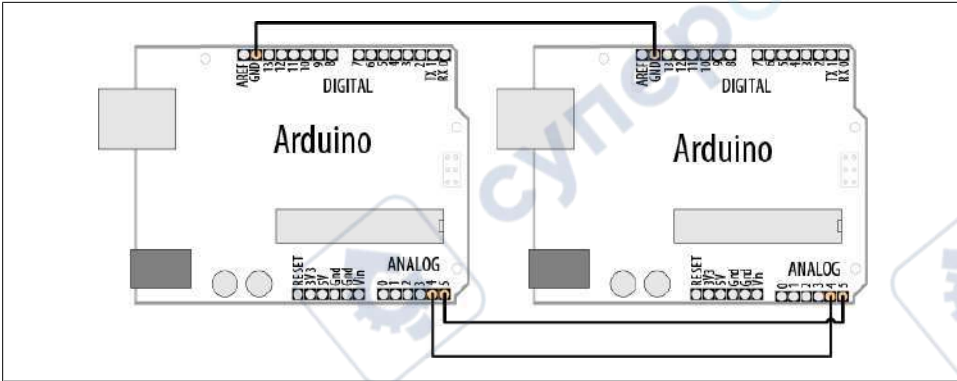 супер
AREF GND 13 12 11 10 9 8 7 6 5 4 3 2 TX 1 RX 0
DIGITAL
Arduino
RESET 3V3 5V Gnd Gnd Vin 0 1 2 3 4 5
ANALOG
AREF GND 13 12 11 10 9 8 7 6 5 4 3 2 TX 1 RX 0
DIGITAL
Arduino
RESET 3V3 5V Gnd Gnd Vin 0 1 2 3 4 5
ANALOG